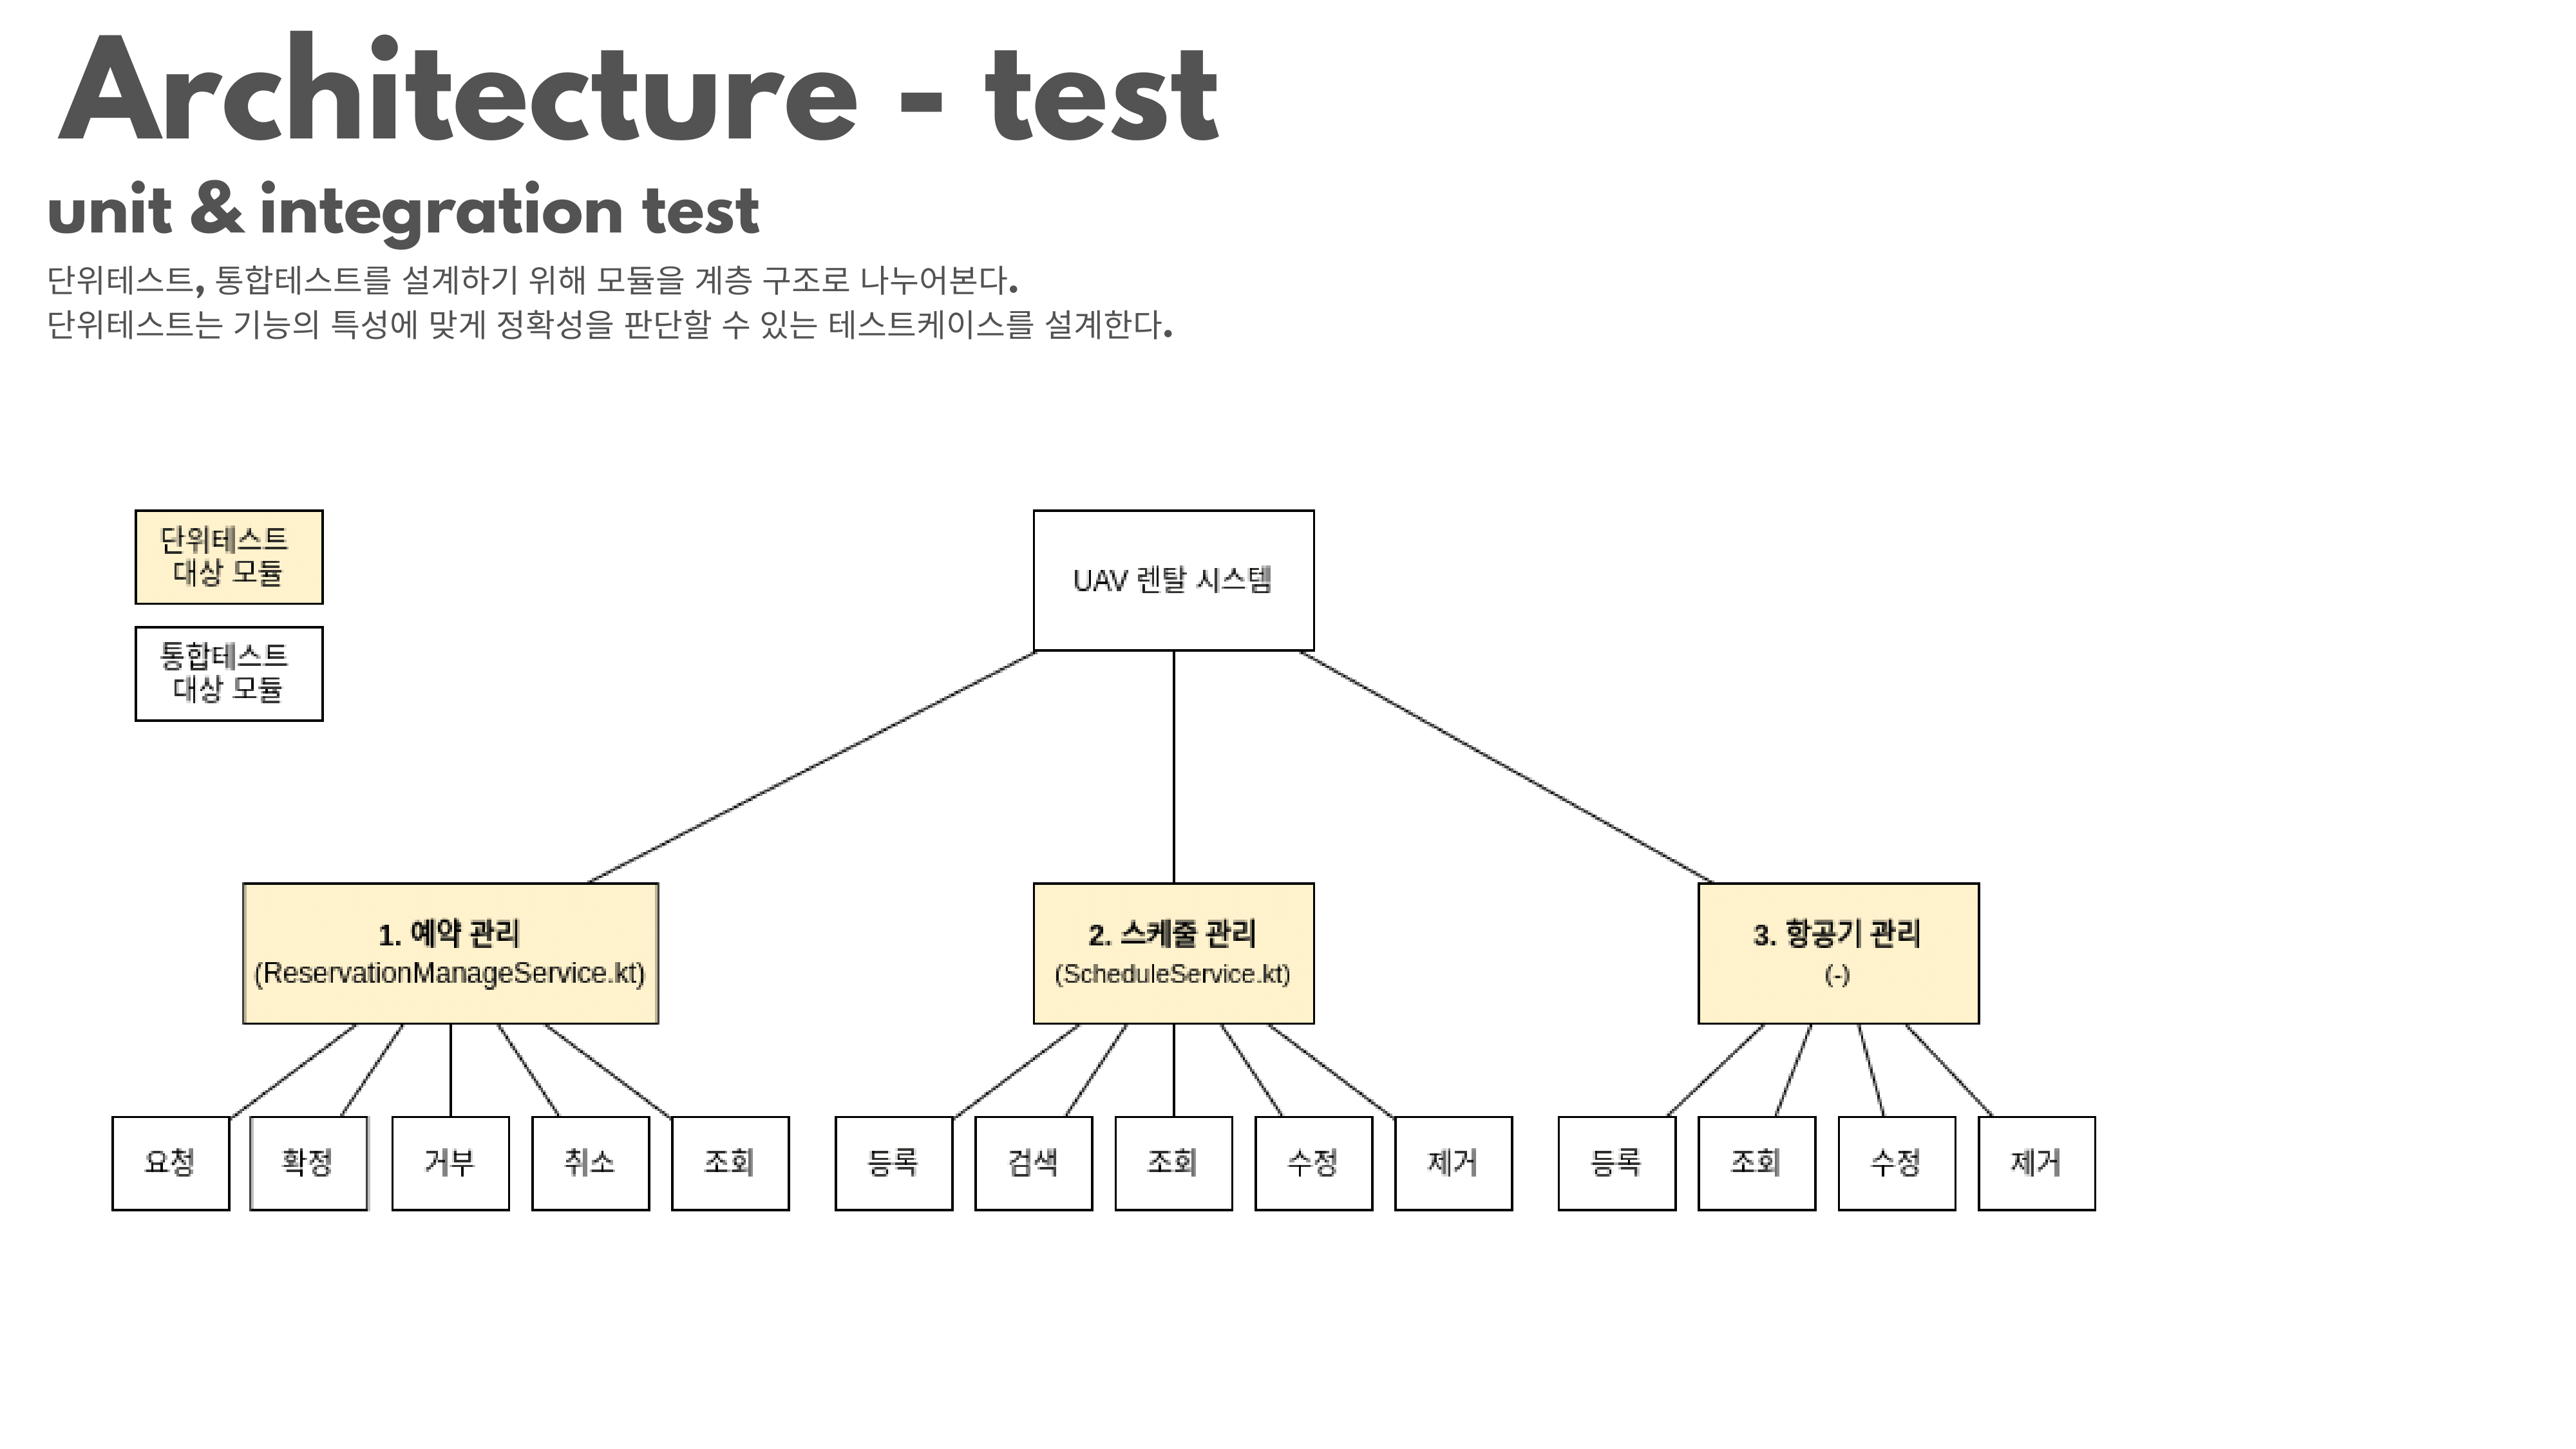 Architecture - test
unit & integration test
단위테스트, 통합테스트를 설계하기 위해 모듈을 계층 구조로 나누어본다.
단위테스트는 기능의 특성에 맞게 정확성을 판단할 수 있는 테스트케이스를 설계한다.
단위테스트
대상 모듈
통합테스트
대상 모듈
UAV 렌탈 시스템
1. 예약 관리
(ReservationManageService.kt)
2. 스케줄 관리
(ScheduleService.kt)
3. 항공기 관리
(-)
요청
확정
거부
취소
조회
등록
검색
조회
수정
제거
등록
조회
수정
제거